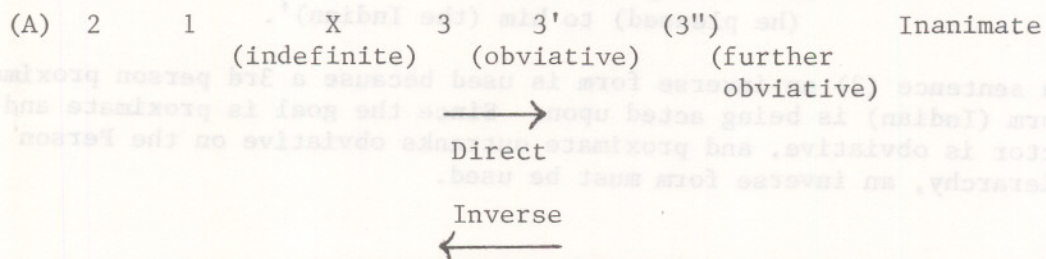 (A) 2 1 X 3 3' (3") Inanimate
(indefinite) (obviative) (further
obviative)
Direct
Inverse